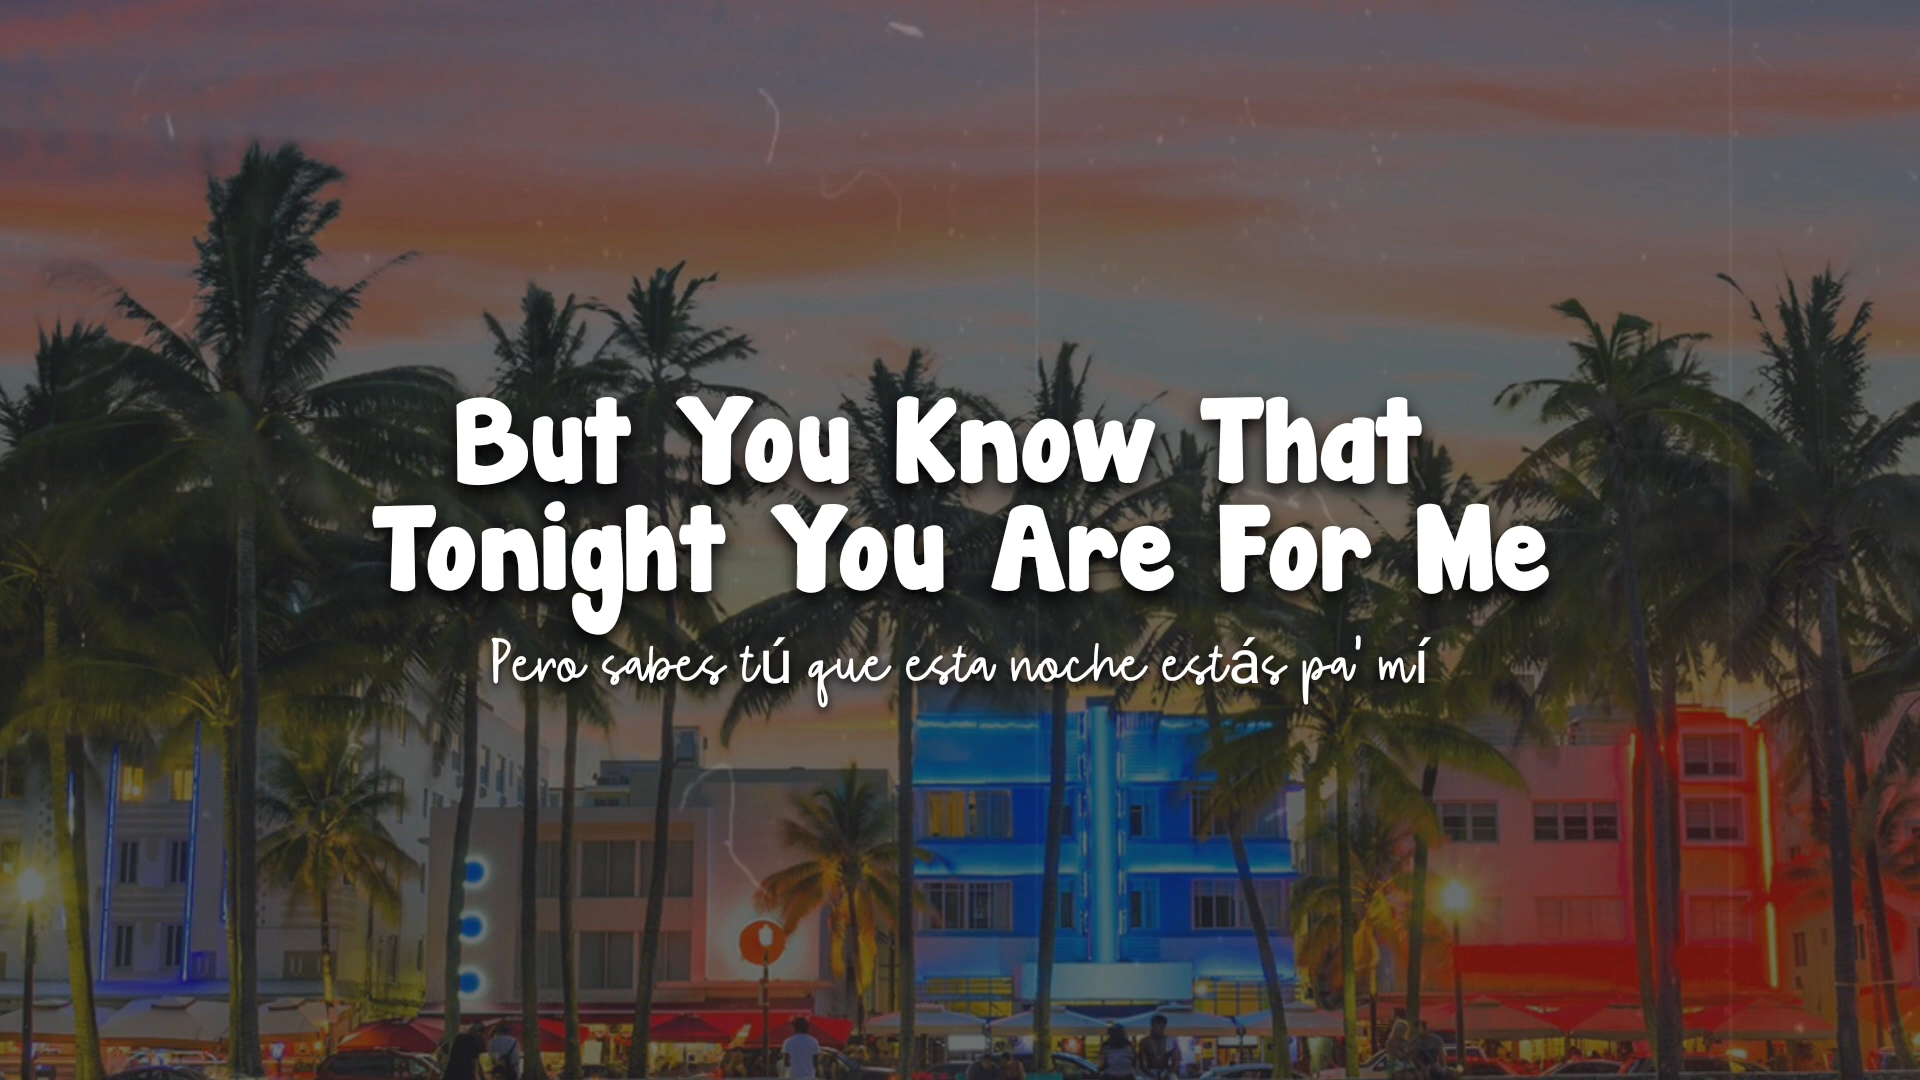 But You Know That
Tonight You Are For Me
Pero sabes tú que esta noche estás pa' mí